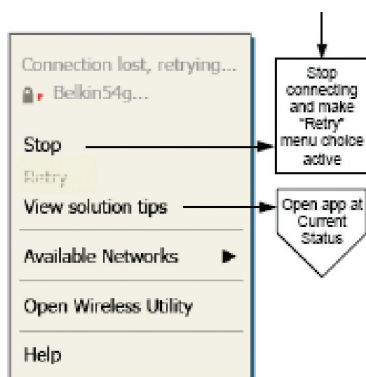 Connection lost, retrying...
Belkin54g...
Stop
Retry
View solution tips
Available Networks
Open Wireless Utility
Help
Stop
connecting
and make
"Retry"
menu choice
active
Open app at
Current
Status